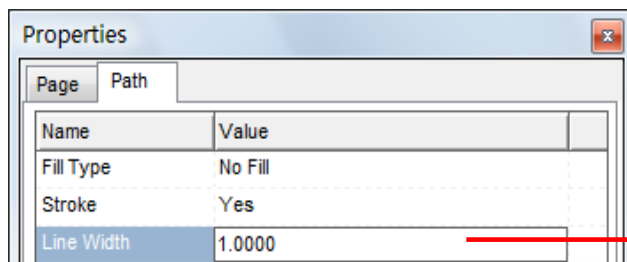 Properties
Page Path
Name Value
Fill Type No Fill
Stroke Yes
Line Width 1.0000